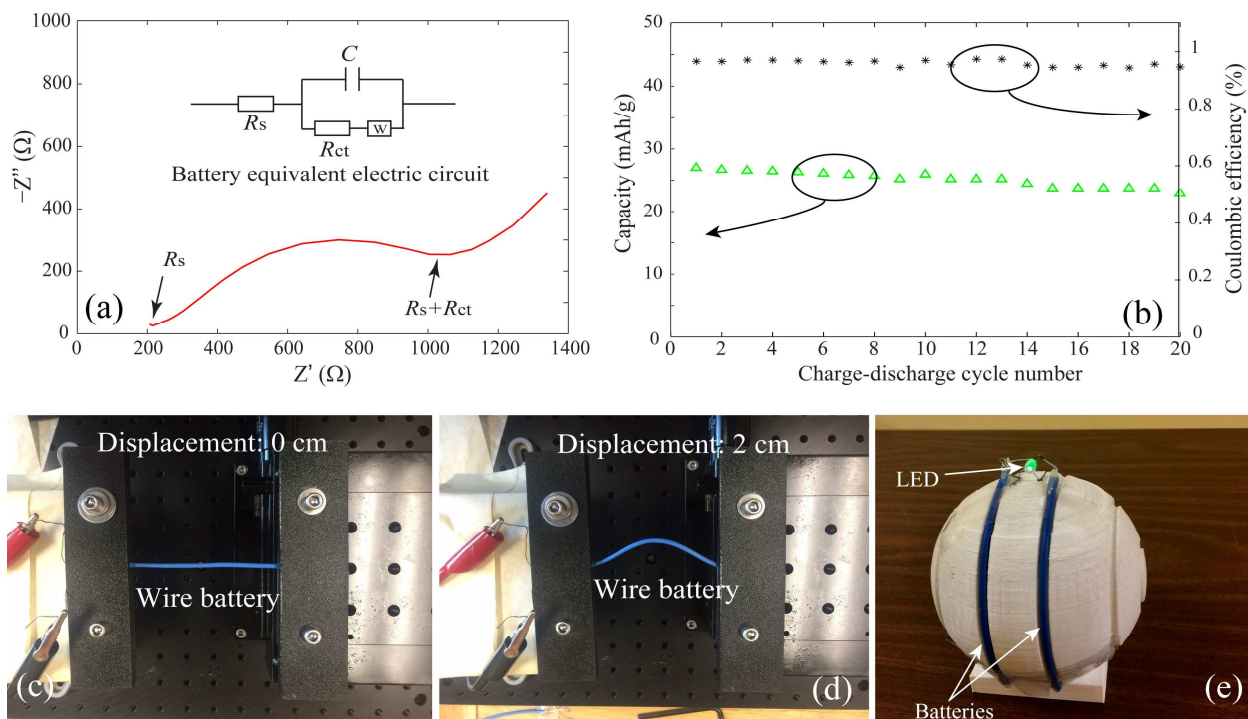 1000
800
600
400
200
0
−Z'' (Ω)
C
Rs
Rct
W
Battery equivalent electric circuit
Rs
Rs+Rct
(a)
0 200 400 600 800 1000 1200 1400
Z' (Ω)
50
40
30
20
10
0
Capacity (mAh/g)
1
0.8
0.6
0.4
0.2
0
Coulombic efficiency (%)
(b)
0 2 4 6 8 10 12 14 16 18 20
Charge-discharge cycle number
Displacement: 0 cm
Wire battery
(c)
Displacement: 2 cm
Wire battery
(d)
LED
Batteries
(e)